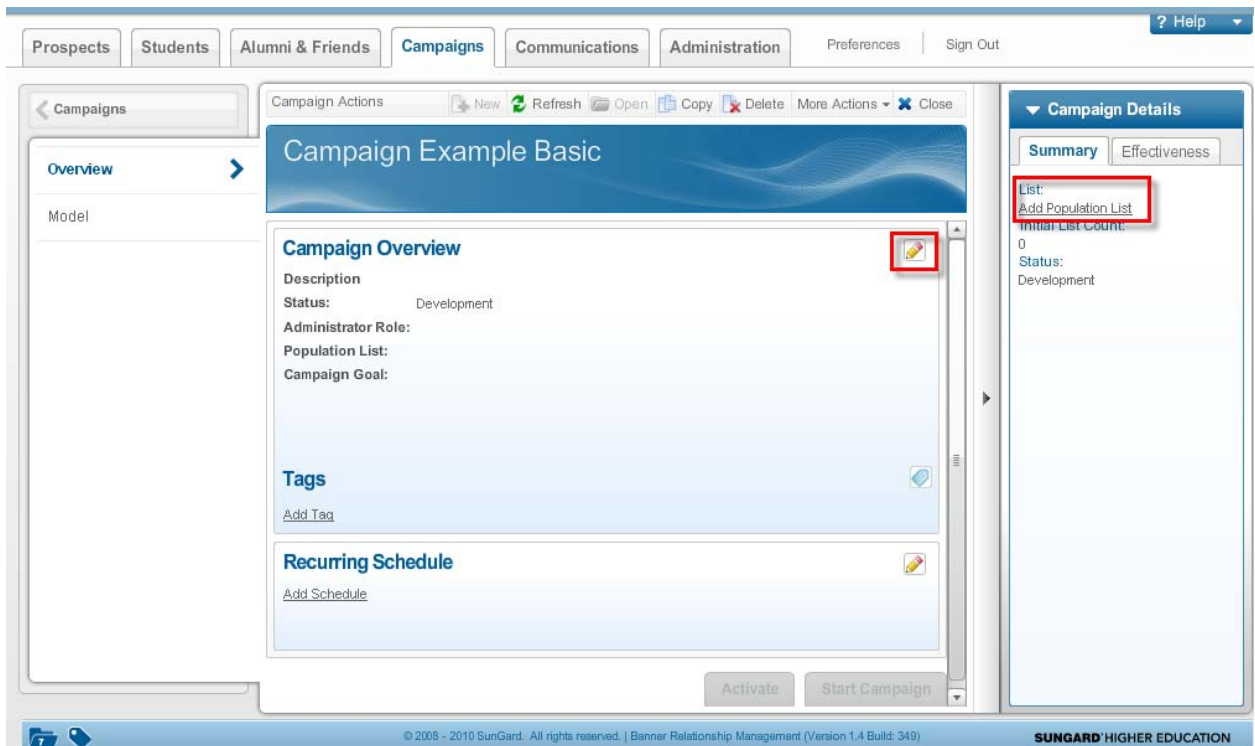 ? Help
Prospects Students Alumni & Friends Campaigns Communications Administration Preferences Sign Out
Campaigns
Overview
Model
Campaign Actions New Refresh Open Copy Delete More Actions Close
Campaign Example Basic
Campaign Overview
Description
Status: Development
Administrator Role:
Population List:
Campaign Goal:
Tags
Add Tag
Recurring Schedule
Add Schedule
Activate Start Campaign
Campaign Details
Summary Effectiveness
List:
Add Population List
Initial List Count:
0
Status:
Development
7
© 2008 - 2010 SunGard. All rights reserved. | Banner Relationship Management (Version 1.4 Build: 349)
SUNGARD' HIGHER EDUCATION